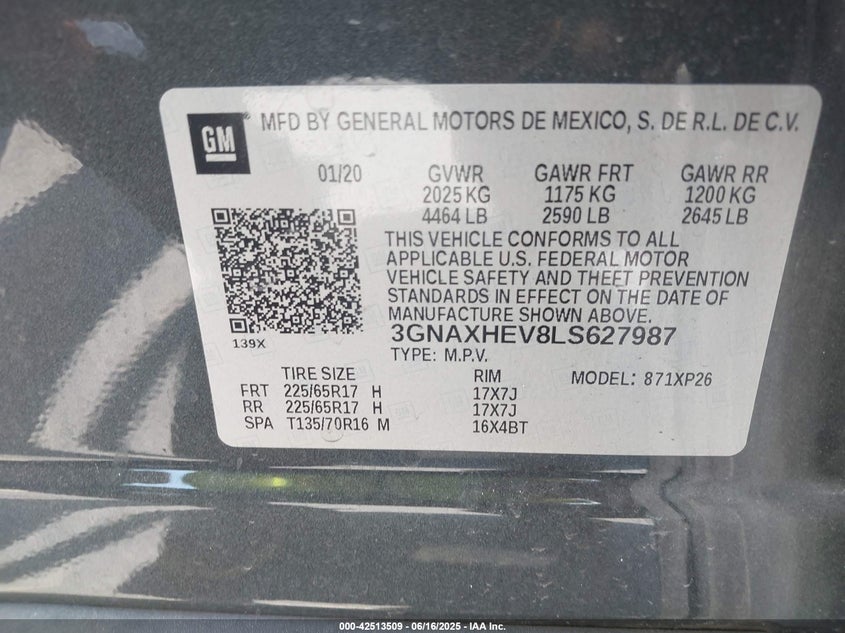 GM
® MFD BY GENERAL MOTORS DE MEXICO, S. DE R.L. DE C.V.
01/20 GVWR GAWR FRT GAWR RR
2025 KG 1175 KG 1200 KG
4464 LB 2590 LB 2645 LB
THIS VEHICLE CONFORMS TO ALL
APPLICABLE U.S. FEDERAL MOTOR
VEHICLE SAFETY AND THEFT PREVENTION
STANDARDS IN EFFECT ON THE DATE OF
MANUFACTURE SHOWN ABOVE.
139X
3GNAXHEV8LS627987
TYPE: M.P.V.
TIRE SIZE RIM MODEL: 871XP26
FRT 225/65R17 H 17X7J
RR 225/65R17 H 17X7J
SPA T135/70R16 M 16X4BT
000-42513509 - 06/16/2025 - IAA Inc.